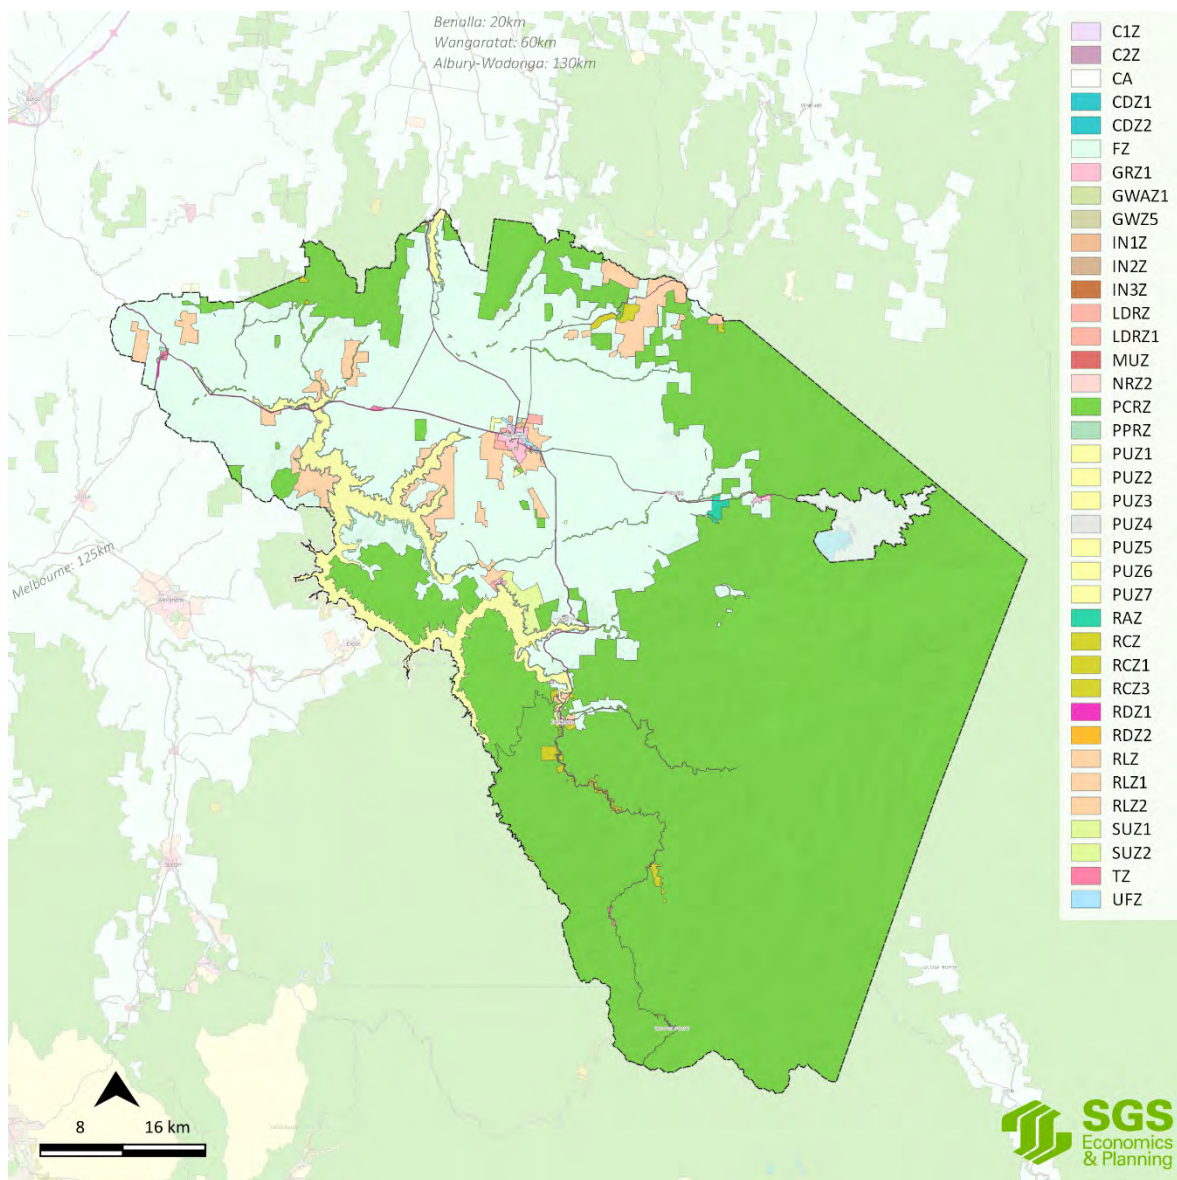 Benalla: 20km
Wangaratat: 60km
Albury-Wodonga: 130km
Melbourne: 125km
C1Z
C2Z
CA
CDZ1
CDZ2
FZ
GRZ1
GWAZ1
GWZ5
IN1Z
IN2Z
IN3Z
LDRZ
LDRZ1
MUZ
NRZ2
PCRZ
PPRZ
PUZ1
PUZ2
PUZ3
PUZ4
PUZ5
PUZ6
PUZ7
RAZ
RCZ
RCZ1
RCZ3
RDZ1
RDZ2
RLZ
RLZ1
RLZ2
SUZ1
SUZ2
TZ
UFZ
8 16 km
SGS
Economics
& Planning